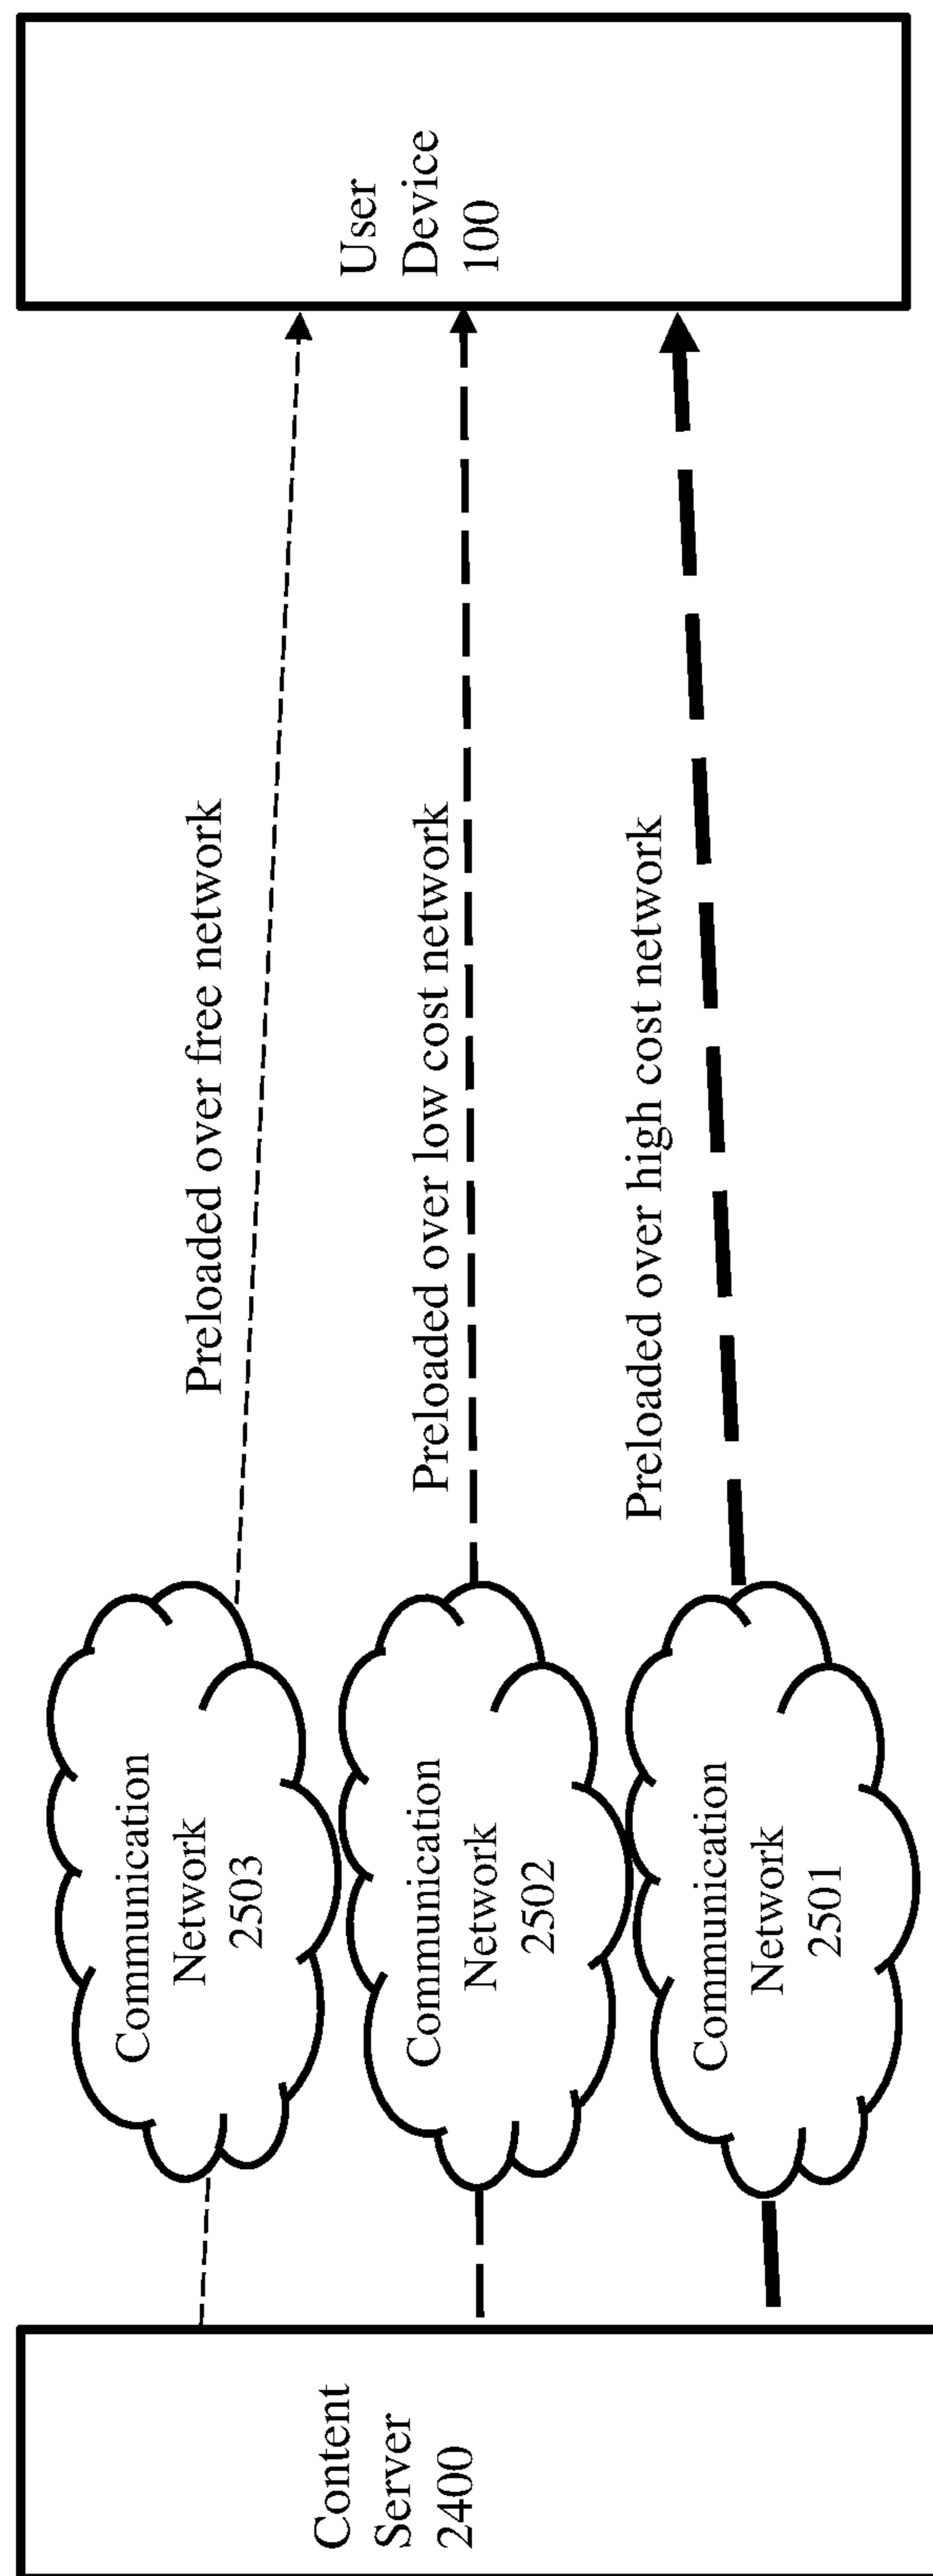 Content
Server
2400
Communication
Network
2503
Communication
Network
2502
Communication
Network
2501
Preloaded over free network
Preloaded over low cost network
Preloaded over high cost network
User
Device
100